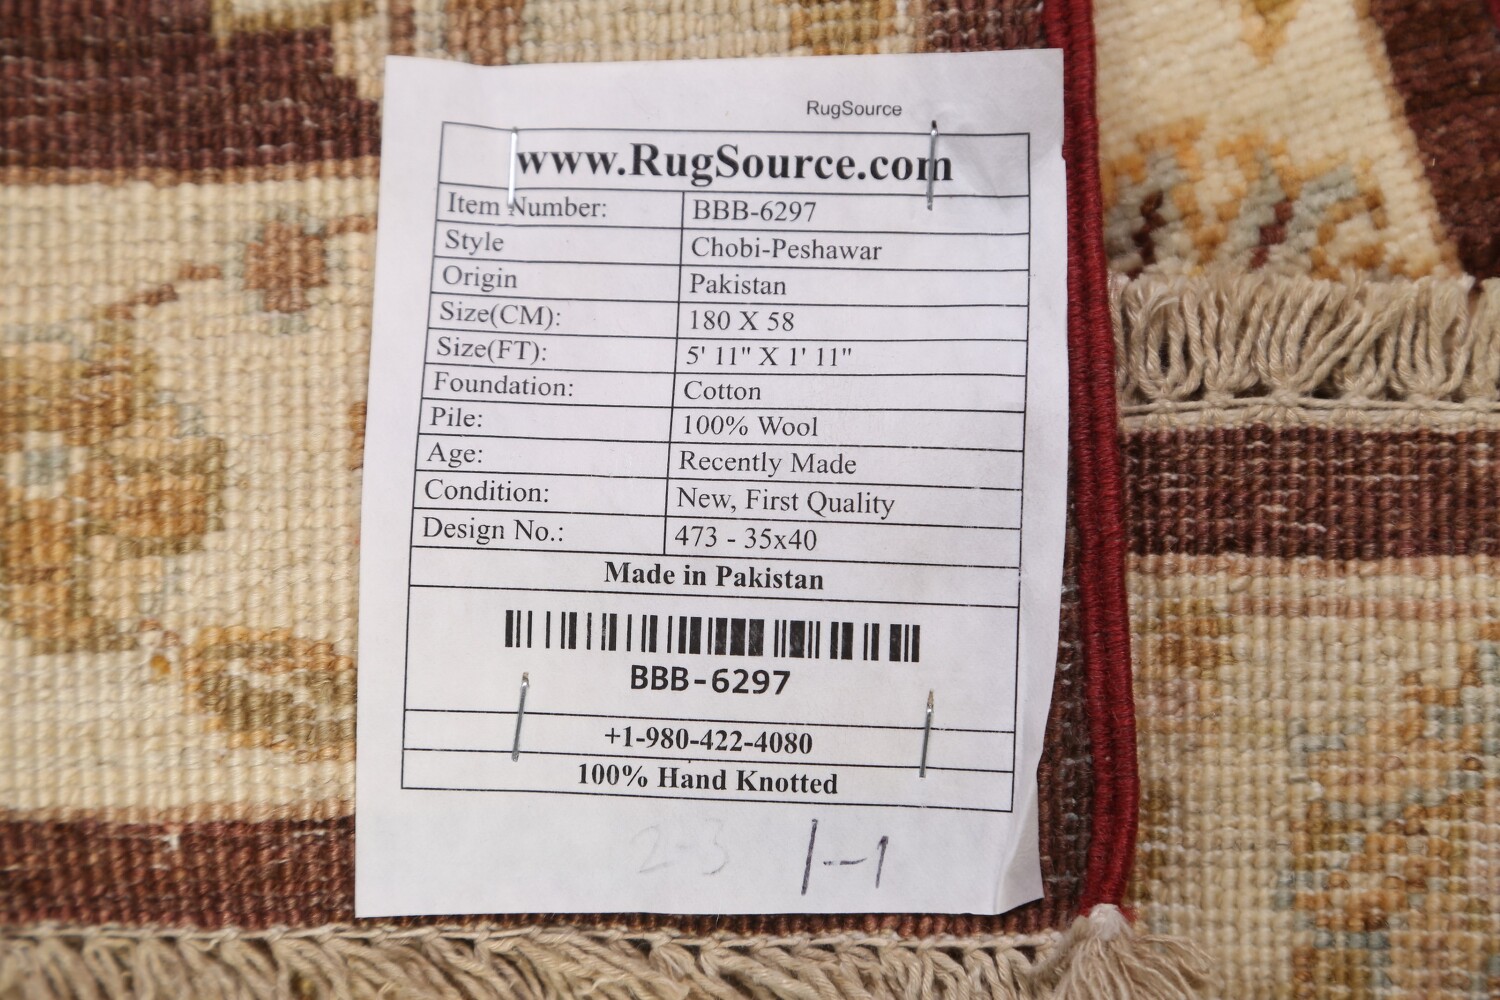 RugSource
www.RugSource.com
Item Number: BBB-6297
Style Chobi-Peshawar
Origin Pakistan
Size(CM): 180 X 58
Size(FT): 5' 11" X 1' 11"
Foundation: Cotton
Pile: 100% Wool
Age: Recently Made
Condition: New, First Quality
Design No.: 473 - 35x40
Made in Pakistan
BBB-6297
+1-980-422-4080
100% Hand Knotted
2-3 1--1